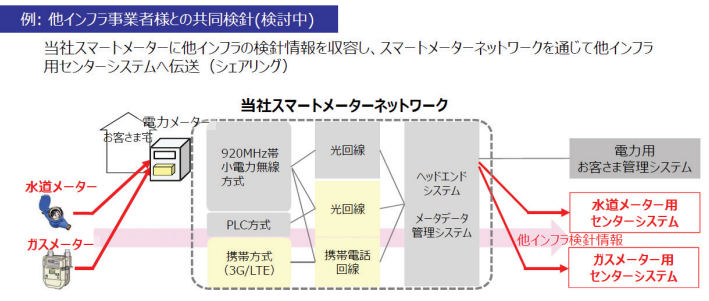 例: 他インフラ事業者様との共同検針(検討中)
当社スマートメーターに他インフラの検針情報を収容し、スマートメーターネットワークを通じて他インフラ
用センターシステムへ伝送（シェアリング）
当社スマートメーターネットワーク
電力メーター
お客さま宅
水道メーター
ガスメーター
920MHz帯
小電力無線
方式
PLC方式
携帯方式
（3G/LTE）
光回線
光回線
携帯電話
回線
ヘッドエンド
システム
メータデータ
管理システム
電力用
お客さま管理システム
水道メーター用
センターシステム
他インフラ検針情報
ガスメーター用
センターシステム